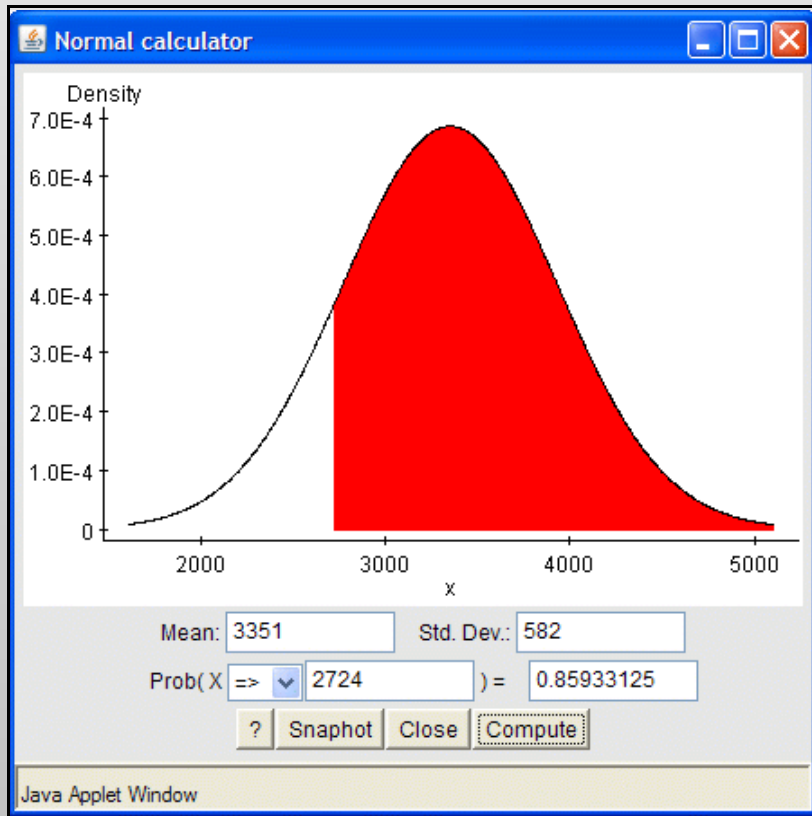 Normal calculator
Density
7.0E-4
6.0E-4
5.0E-4
4.0E-4
3.0E-4
2.0E-4
1.0E-4
0
2000 3000 4000 5000
x
Mean: 3351 Std. Dev.: 582
Prob( X => 2724 ) = 0.85933125
? Snaphot Close Compute
Java Applet Window